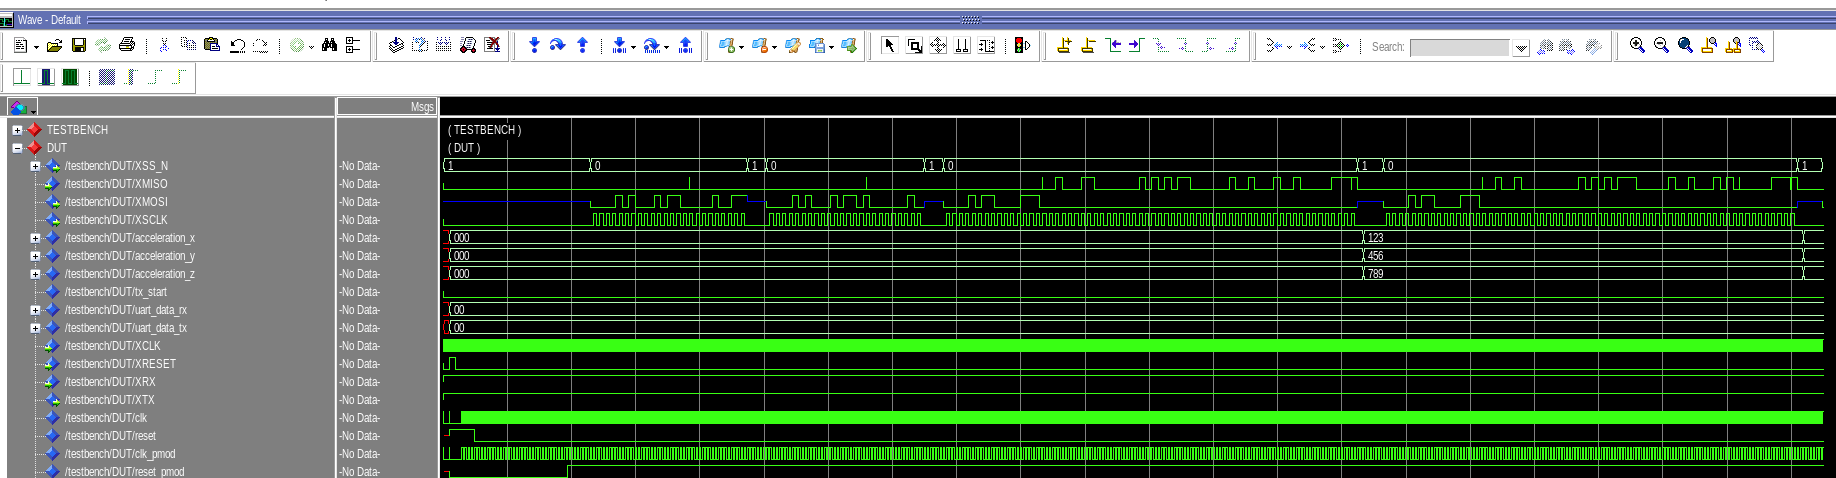 Wave - Default
Search:
Msgs
TESTBENCH
( TESTBENCH )
DUT
( DUT )
/testbench/DUT/XSS_N -No Data- 1 0 1 0 1 0 1 0 1
/testbench/DUT/XMISO -No Data-
/testbench/DUT/XMOSI -No Data-
/testbench/DUT/XSCLK -No Data-
/testbench/DUT/acceleration_x -No Data- 000 123
/testbench/DUT/acceleration_y -No Data- 000 456
/testbench/DUT/acceleration_z -No Data- 000 789
/testbench/DUT/tx_start -No Data-
/testbench/DUT/uart_data_rx -No Data- 00
/testbench/DUT/uart_data_tx -No Data- 00
/testbench/DUT/XCLK -No Data-
/testbench/DUT/XRESET -No Data-
/testbench/DUT/XRX -No Data-
/testbench/DUT/XTX -No Data-
/testbench/DUT/clk -No Data-
/testbench/DUT/reset -No Data-
/testbench/DUT/clk_pmod -No Data-
/testbench/DUT/reset_pmod -No Data-